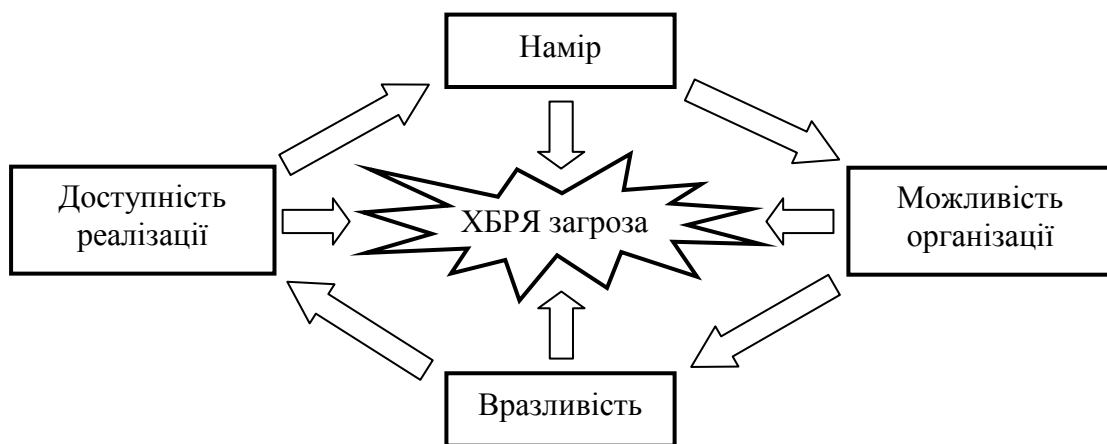 Намір
Доступність
реалізації
ХБРЯ загроза
Можливість
організації
Вразливість